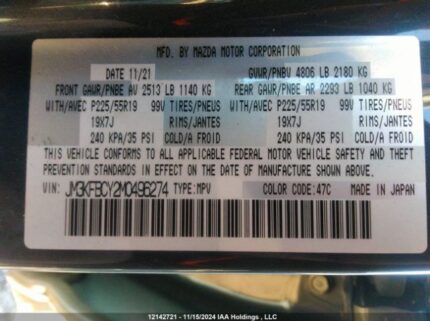 MFD. BY MAZDA MOTOR CORPORATION
DATE 11/21 GVWR/PNBV 4806 LB 2180 KG
FRONT GAWR/PNBE AV 2513 LB 1140 KG REAR GAWR/PNBE AR 2293 LB 1040 KG
WITH/AVEC P225/55R19 99V TIRES/PNEUS WITH/AVEC P225/55R19 99V TIRES/PNEUS
19X7J RIMS/JANTES 19X7J RIMS/JANTES
240 KPA/35 PSI COLD/A FROID 240 KPA/35 PSI COLD/A FROID
THIS VEHICLE CONFORMS TO ALL APPLICABLE FEDERAL MOTOR VEHICLE SAFETY AND THEFT
PREVENTION STANDARDS IN EFFECT ON THE DATE OF MANUFACTURE SHOWN ABOVE.
VIN: JM3KFBCY2M0496274 TYPE:MPV COLOR CODE:47C MADE IN JAPAN
12142721 - 11/15/2024 IAA Holdings, LLC